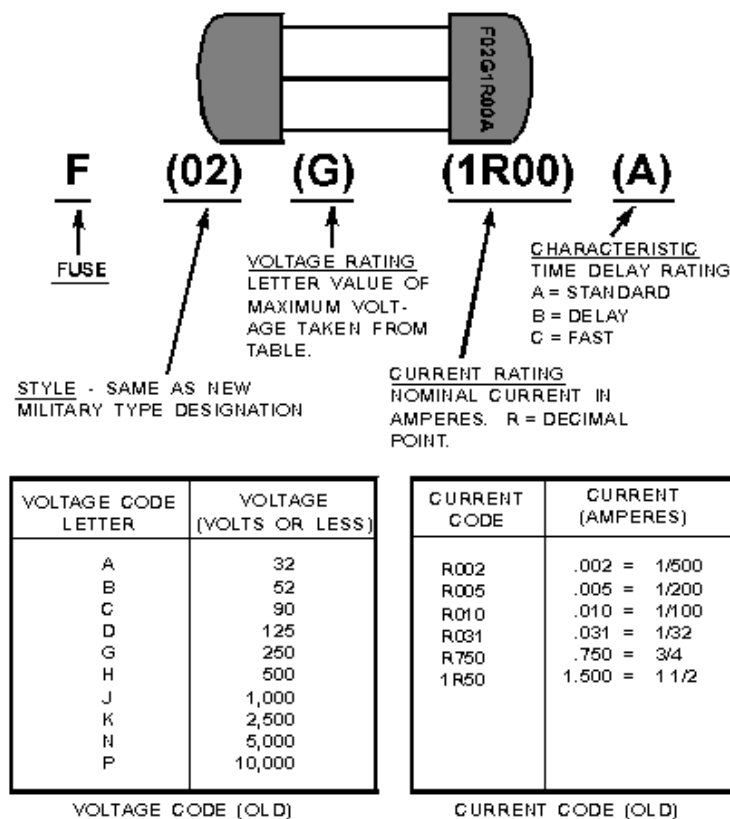 F02G1R00A
F (02) (G) (1R00) (A)
FUSE
STYLE - SAME AS NEW
MILITARY TYPE DESIGNATION
VOLTAGE RATING
LETTER VALUE OF
MAXIMUM VOLT-
AGE TAKEN FROM
TABLE.
CURRENT RATING
NOMINAL CURRENT IN
AMPERES. R = DECIMAL
POINT.
CHARACTERISTIC
TIME DELAY RATING
A = STANDARD
B = DELAY
C = FAST
VOLTAGE CODE LETTER VOLTAGE (VOLTS OR LESS)
A 32
B 52
C 90
D 125
G 250
H 500
J 1,000
K 2,500
N 5,000
P 10,000
VOLTAGE CODE (OLD)
CURRENT CODE CURRENT (AMPERES)
R002 .002 = 1/500
R005 .005 = 1/200
R010 .010 = 1/100
R031 .031 = 1/32
R750 .750 = 3/4
1R50 1.500 = 1 1/2
CURRENT CODE (OLD)